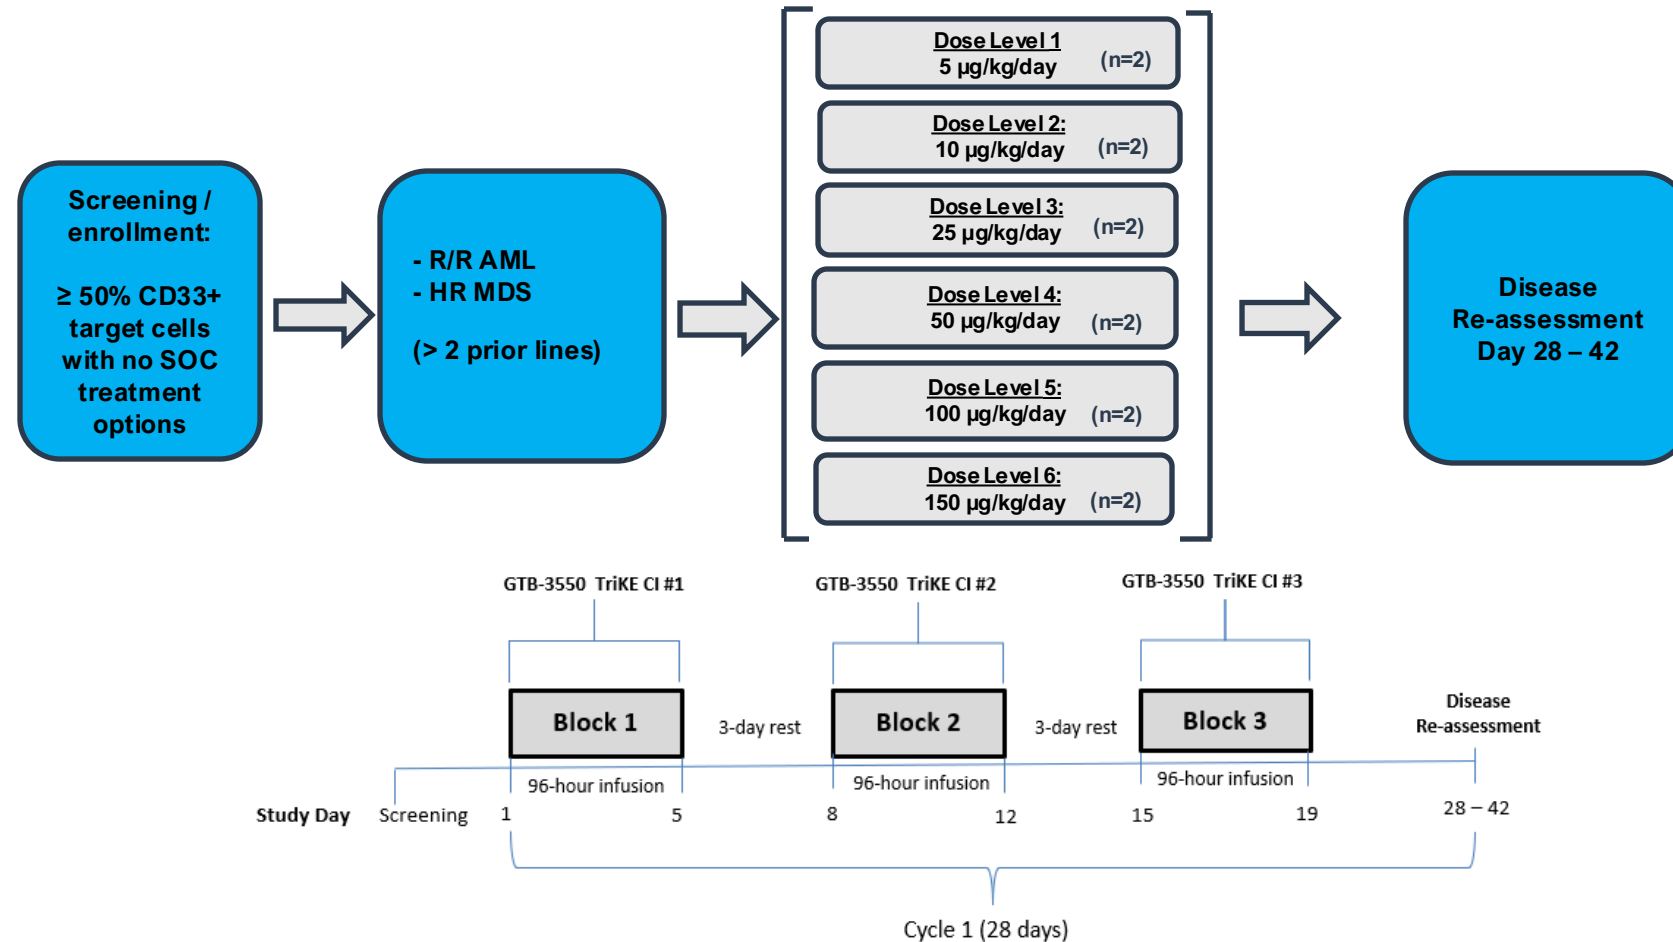 Screening /
enrollment:
≥ 50% CD33+
target cells
with no SOC
treatment
options
- R/R AML
- HR MDS
(> 2 prior lines)
Dose Level 1
5 µg/kg/day (n=2)
Dose Level 2:
10 µg/kg/day (n=2)
Dose Level 3:
25 µg/kg/day (n=2)
Dose Level 4:
50 µg/kg/day (n=2)
Dose Level 5:
100 µg/kg/day (n=2)
Dose Level 6:
150 µg/kg/day (n=2)
Disease
Re-assessment
Day 28 – 42
GTB-3550 TriKE CI #1 GTB-3550 TriKE CI #2 GTB-3550 TriKE CI #3
Block 1 3-day rest Block 2 3-day rest Block 3
Disease
Re-assessment
96-hour infusion 96-hour infusion 96-hour infusion
Study Day Screening 1 5 8 12 15 19 28 – 42
Cycle 1 (28 days)